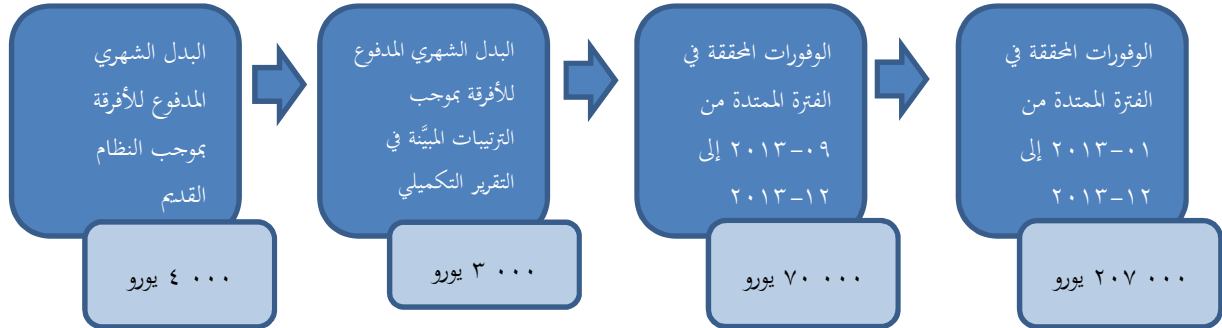 البدل الشهري
المدفوع للأفرقة
بموجب النظام
القديم
٠٠٠ ٤ يورو
البدل الشهري المدفوع
للأفرقة بموجب
الترتيبات المبيَّنة في
التقرير التكميلي
٠٠٠ ٣ يورو
الوفورات المحققة في
الفترة الممتدة من
٠٩-٢٠١٣ إلى
١٢-٢٠١٣
٠٠٠ ٧٠ يورو
الوفورات المحققة في
الفترة الممتدة من
٠١-٢٠١٣ إلى
١٢-٢٠١٣
٠٠٠ ٢٠٧ يورو